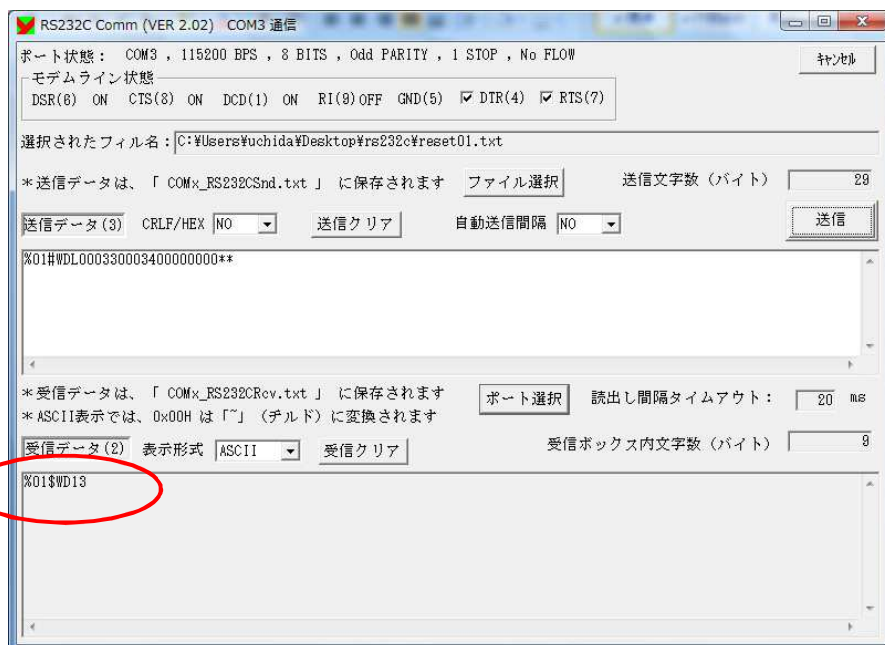 RS232C Comm (VER 2.02)   COM3 通信
ポート状態： COM3 , 115200 BPS , 8 BITS , Odd PARITY , 1 STOP , No FLOW
ｷｬﾝｾﾙ
モデムライン状態
DSR(6) ON CTS(8) ON DCD(1) ON RI(9)OFF GND(5) DTR(4) RTS(7)
選択されたフィル名： C:¥Users¥uchida¥Desktop¥rs232c¥reset01.txt
＊送信データは、「 COMx_RS232CSnd.txt 」 に保存されます ファイル選択 送信文字数（バイト） 29
送信データ(3) CRLF/HEX NO 送信クリア 自動送信間隔 NO 送信
%01#WDL000330003400000000**
＊受信データは、「 COMx_RS232CRcv.txt 」 に保存されます ポート選択 読出し間隔タイムアウト： 20 ms
＊ASCII表示では、0x00H は「~」（チルド）に変換されます
受信データ(2) 表示形式 ASCII 受信クリア 受信ボックス内文字数（バイト） 9
%01$WD13